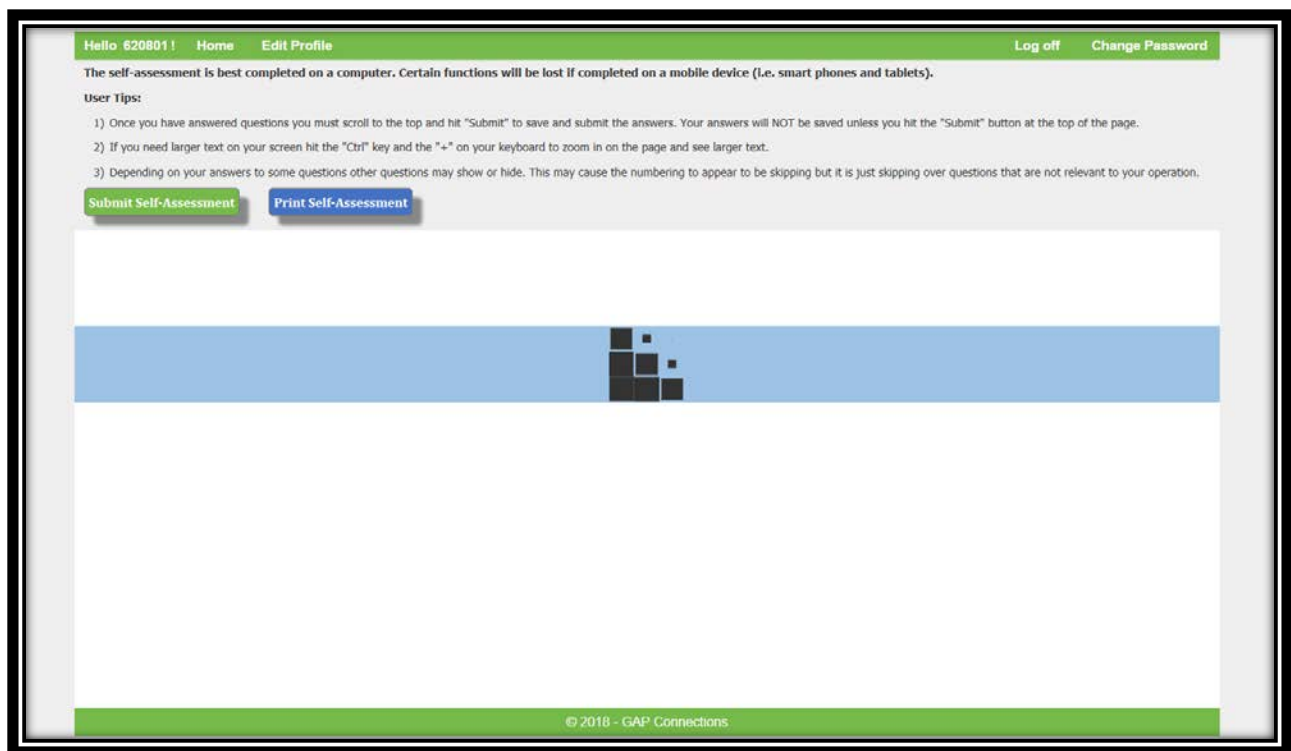 Hello 620801! Home Edit Profile Log off Change Password
The self-assessment is best completed on a computer. Certain functions will be lost if completed on a mobile device (i.e. smart phones and tablets).
User Tips:
1) Once you have answered questions you must scroll to the top and hit "Submit" to save and submit the answers. Your answers will NOT be saved unless you hit the "Submit" button at the top of the page.
2) If you need larger text on your screen hit the "Ctrl" key and the "+" on your keyboard to zoom in on the page and see larger text.
3) Depending on your answers to some questions other questions may show or hide. This may cause the numbering to appear to be skipping but it is just skipping over questions that are not relevant to your operation.
Submit Self-Assessment Print Self-Assessment
© 2018 - GAP Connections